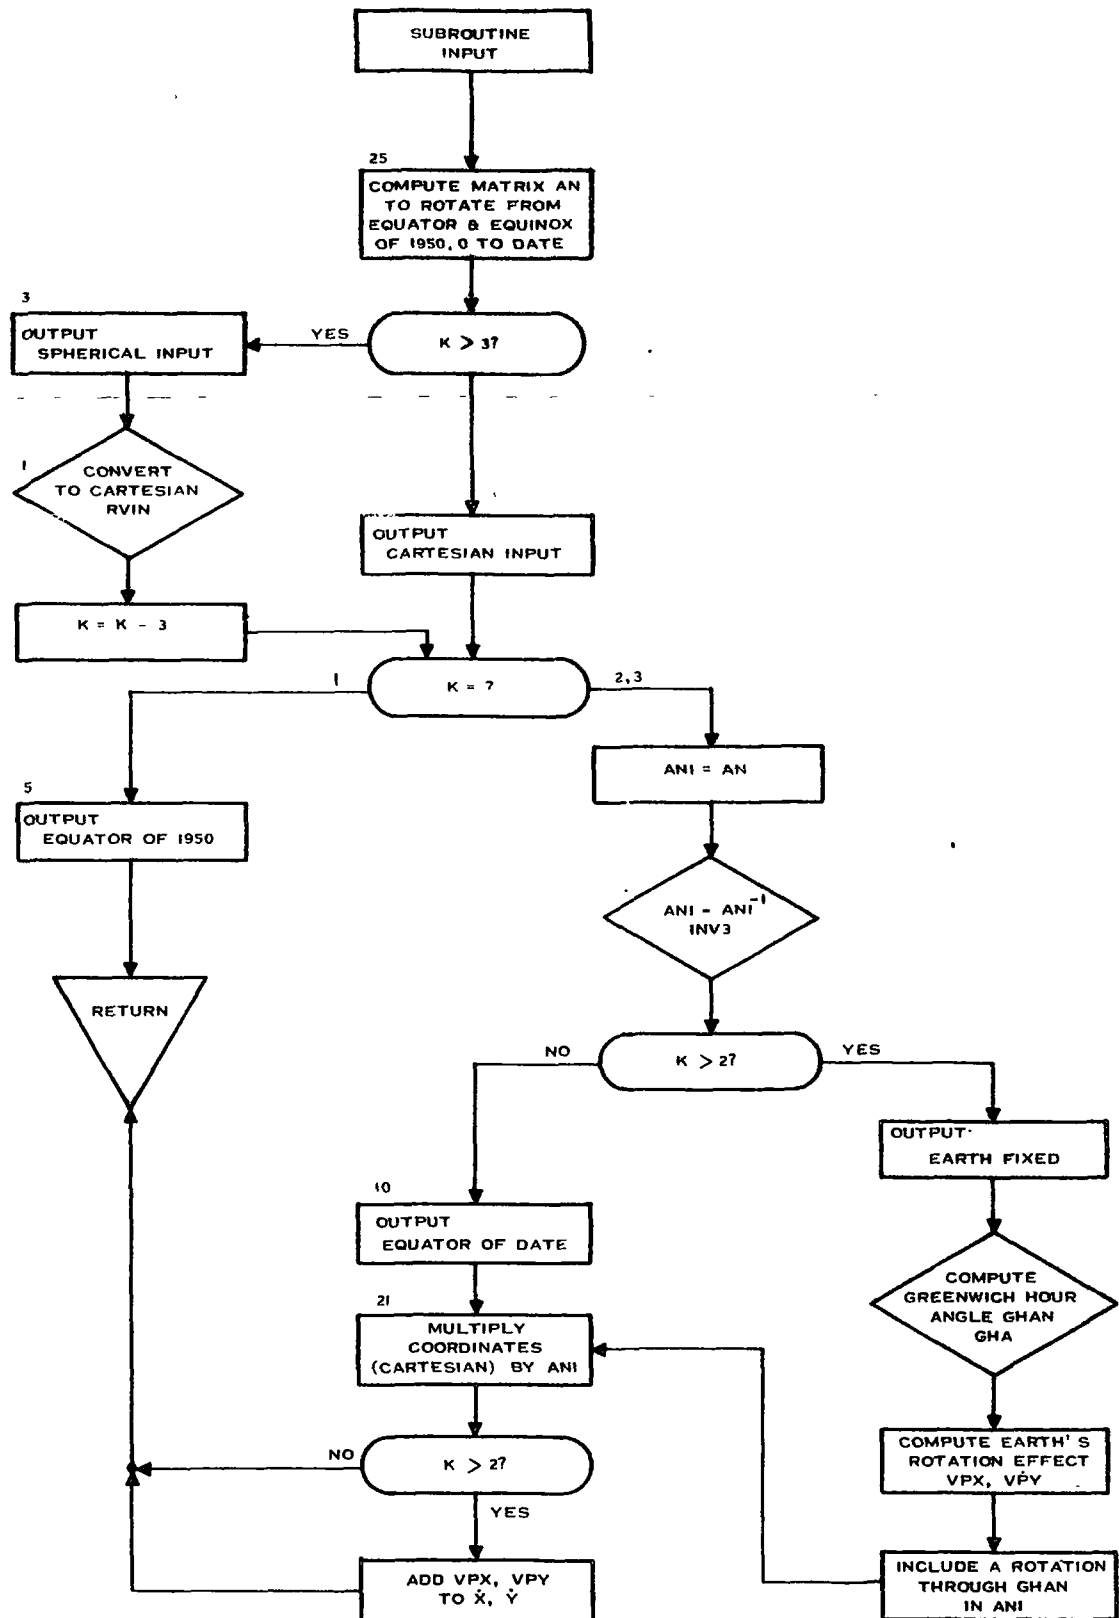 SUBROUTINE
INPUT
25
COMPUTE MATRIX AN
TO ROTATE FROM
EQUATOR & EQUINOX
OF 1950.0 TO DATE
K > 3?
YES
3
OUTPUT
SPHERICAL INPUT
1
CONVERT
TO CARTESIAN
RVIN
K = K - 3
OUTPUT
CARTESIAN INPUT
K = ?
1
2,3
5
OUTPUT
EQUATOR OF 1950
RETURN
ANI = AN
ANI = ANI⁻¹
INV3
K > 2?
NO
YES
10
OUTPUT
EQUATOR OF DATE
21
MULTIPLY
COORDINATES
(CARTESIAN) BY ANI
K > 2?
NO
YES
ADD VPX, VPY
TO Ẋ, Ẏ
OUTPUT
EARTH FIXED
COMPUTE
GREENWICH HOUR
ANGLE GHAN
GHA
COMPUTE EARTH'S
ROTATION EFFECT
VPX, VPY
INCLUDE A ROTATION
THROUGH GHAN
IN ANI